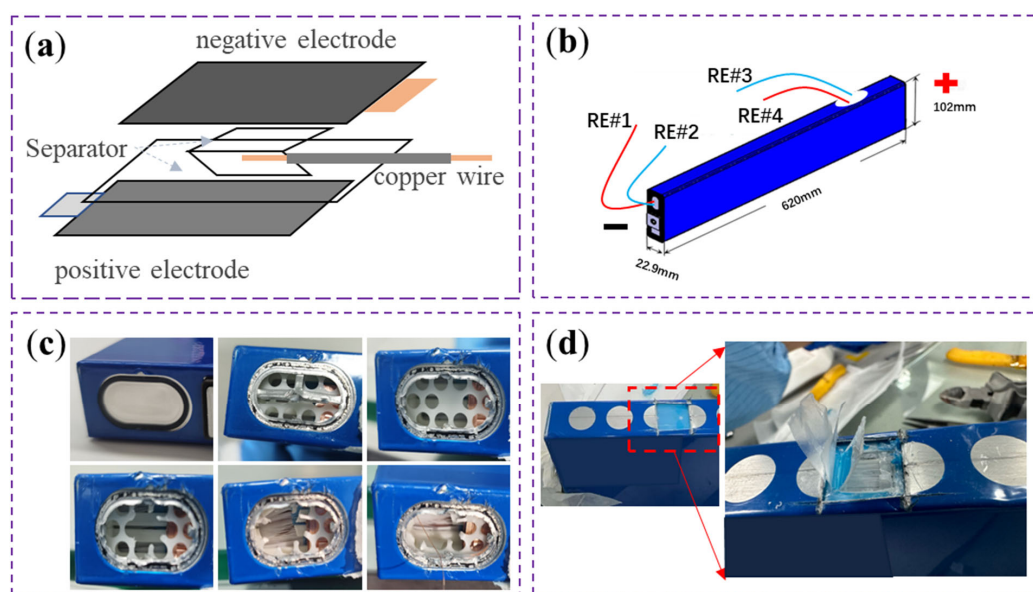 (a)
negative electrode
Separator
copper wire
positive electrode
(b)
RE#3
RE#4
RE#1
RE#2
+
102mm
620mm
−
22.9mm
(c)
(d)